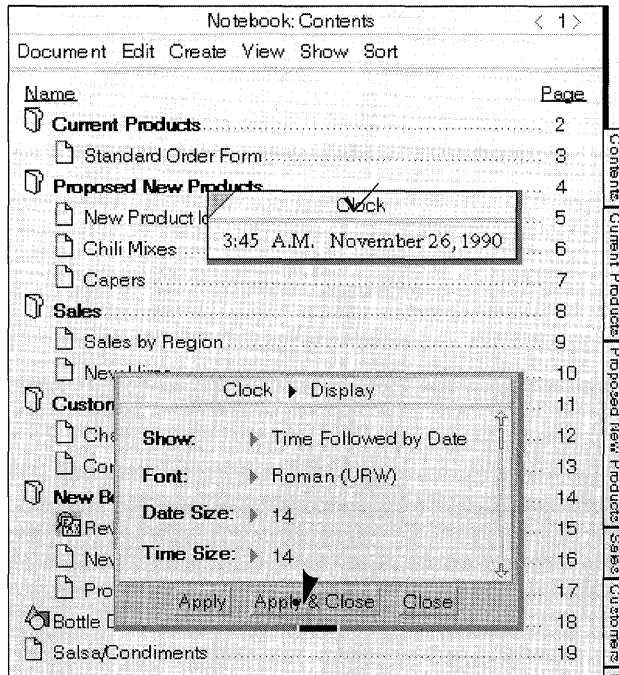 Notebook: Contents < 1 >
Document Edit Create View Show Sort
Name Page
Current Products 2
Standard Order Form 3
Proposed New Products 4
New Product 5
Chili Mixes 6
Capers 7
Sales 8
Sales by Region 9
New 10
11
12
13
New 14
15
16
17
Bottle 18
Salsa/Condiments 19
Clock
3:45 A.M. November 26, 1990
Clock Display
Show: Time Followed by Date
Font: Roman (URW)
Date Size: 14
Time Size: 14
Apply Apply & Close Close
Contents
Current Products
Proposed New Products
Sales
Customers